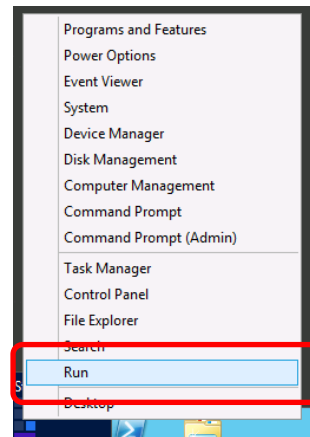 Programs and Features
Power Options
Event Viewer
System
Device Manager
Disk Management
Computer Management
Command Prompt
Command Prompt (Admin)
Task Manager
Control Panel
File Explorer
Search
Run
Desktop